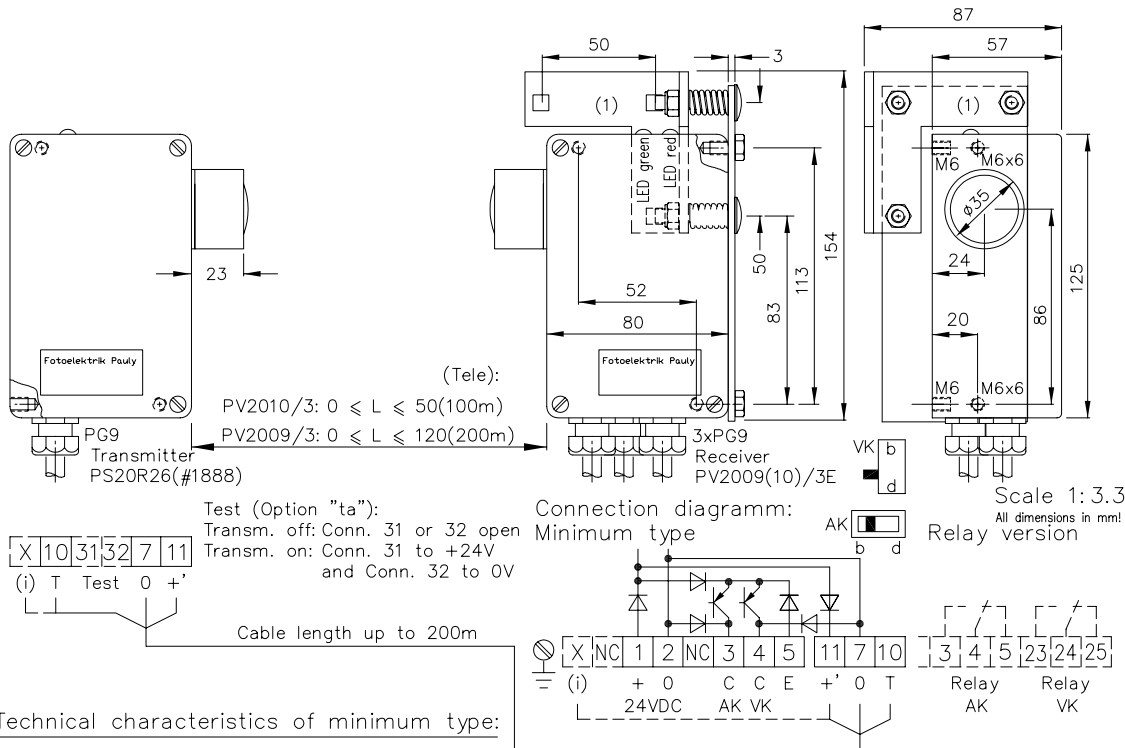 87
50
57
3
(1)
(1)
LED green
LED red
M6
M6x6
ø35
154
23
50
113
24
125
52
83
86
80
20
Fotoelektrik Pauly
Fotoelektrik Pauly
(Tele):
PV2010/3: 0 ≤ L ≤ 50(100m)
PV2009/3: 0 ≤ L ≤ 120(200m)
M6
M6x6
PG9
Transmitter
PS20R26(#1888)
3xPG9
Receiver
PV2009(10)/3E
VK
b
d
Scale 1:3.3
All dimensions in mm!
Test (Option "ta"):
Transm. off: Conn. 31 or 32 open
Transm. on: Conn. 31 to +24V
and Conn. 32 to 0V
Connection diagramm:
Minimum type
AK
b d
Relay version
X 10 31 32 7 11
(i) T Test 0 +'
Cable length up to 200m
X NC 1 2 NC 3 4 5 11 7 10
3 4 5 23 24 25
(i) + 0 C C E +' 0 T
24VDC AK VK
Relay
AK
Relay
VK
Technical characteristics of minimum type: